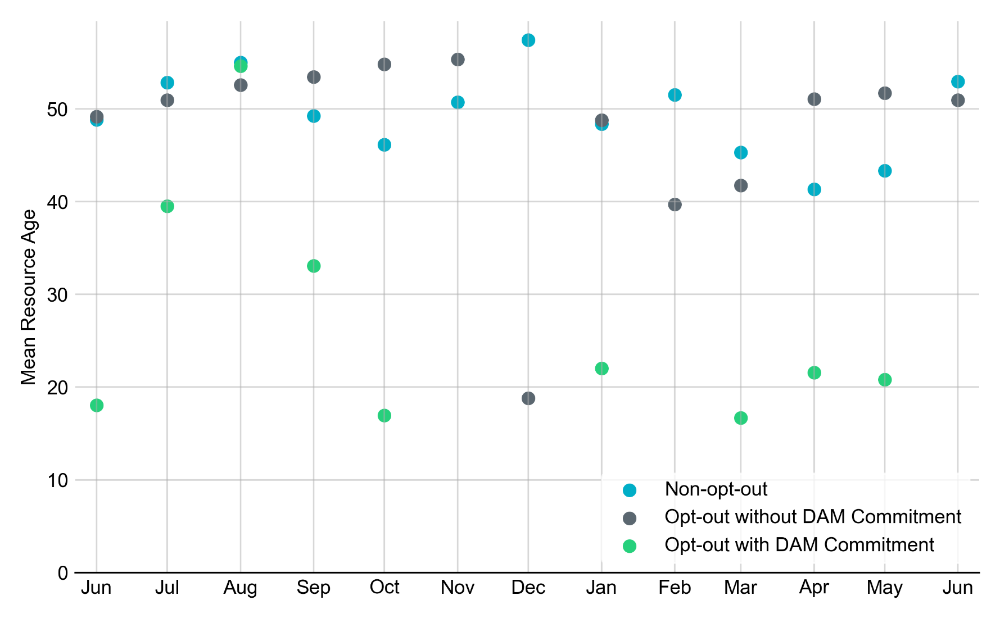 Mean Resource Age
50
40
30
20
10
0
Jun Jul Aug Sep Oct Nov Dec Jan Feb Mar Apr May Jun
Non-opt-out
Opt-out without DAM Commitment
Opt-out with DAM Commitment